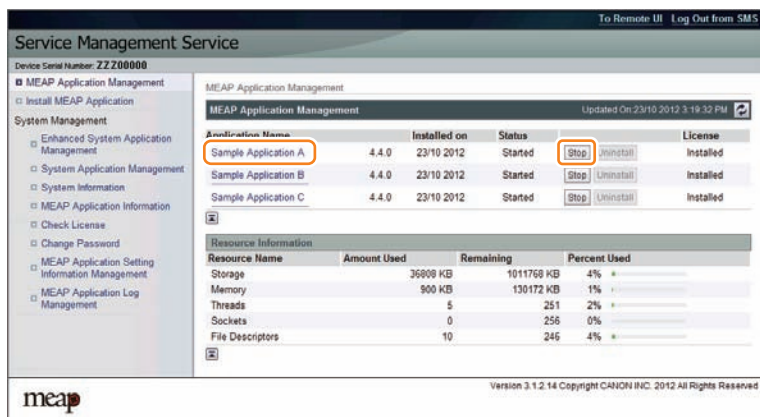 To Remote UI Log Out from SMS
Service Management Service
Device Serial Number: ZZZ00000
MEAP Application Management
Install MEAP Application
System Management
Enhanced System Application
Management
System Application Management
System Information
MEAP Application Information
Check License
Change Password
MEAP Application Setting
Information Management
MEAP Application Log
Management
MEAP Application Management
MEAP Application Management Updated On:23/10 2012 3:19:32 PM
Application Name Installed on Status License
Sample Application A 4.4.0 23/10 2012 Started Stop Uninstall Installed
Sample Application B 4.4.0 23/10 2012 Started Stop Uninstall Installed
Sample Application C 4.4.0 23/10 2012 Started Stop Uninstall Installed
Resource Information
Resource Name Amount Used Remaining Percent Used
Storage 36808 KB 1011768 KB 4%
Memory 900 KB 130172 KB 1%
Threads 5 251 2%
Sockets 0 256 0%
File Descriptors 10 246 4%
meap
Version 3.1.2.14 Copyright CANON INC. 2012 All Rights Reserved